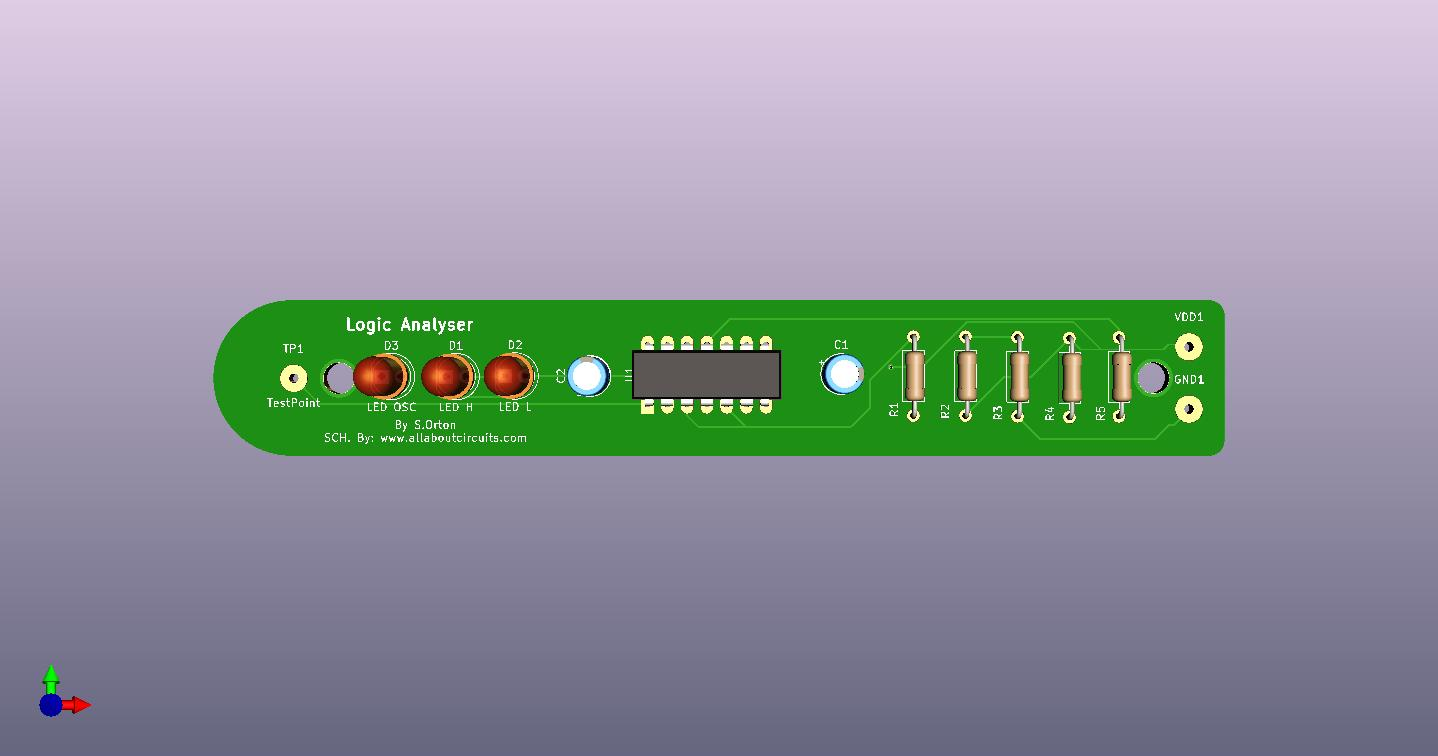 Logic Analyser
TP1
TestPoint
D3
D1
D2
LED OSC
LED H
LED L
By S.Orton
SCH. By: www.allaboutcircuits.com
C2
U1
C1
+
R1
R2
R3
R4
R5
VDD1
GND1